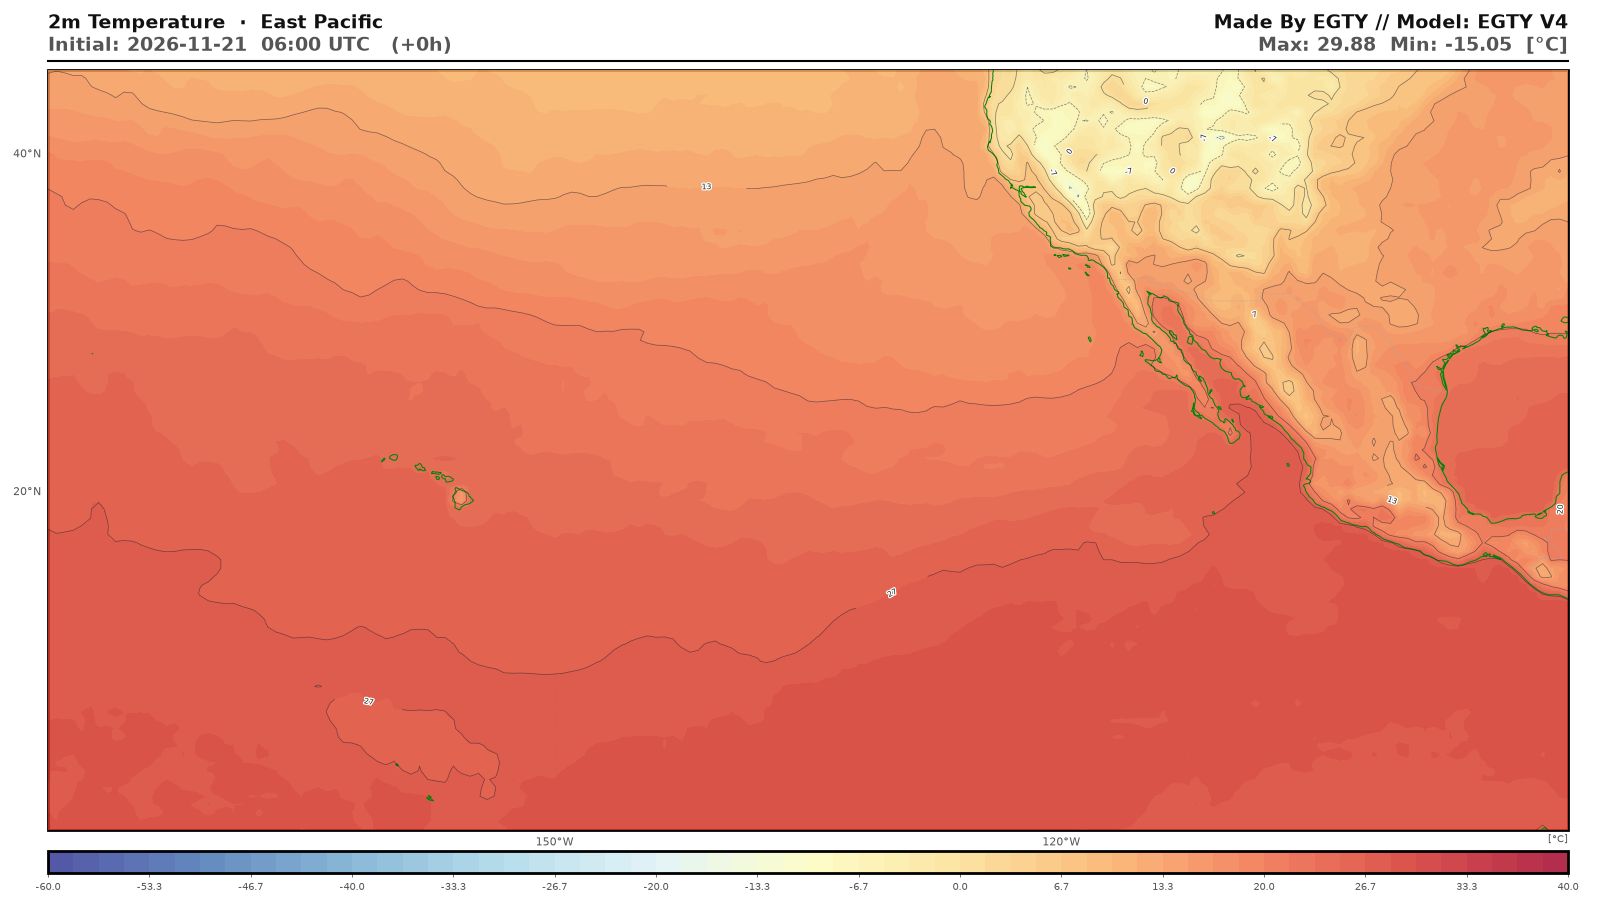 2m Temperature · East Pacific
Made By EGTY // Model: EGTY V4
Initial: 2026-11-21 06:00 UTC (+0h)
Max: 29.88 Min: -15.05 [°C]
0
-7
-7
0
40°N
-7
-7
0
13
7
20°N
13
20
27
27
150°W
120°W
[°C]
-60.0 -53.3 -46.7 -40.0 -33.3 -26.7 -20.0 -13.3 -6.7 0.0 6.7 13.3 20.0 26.7 33.3 40.0